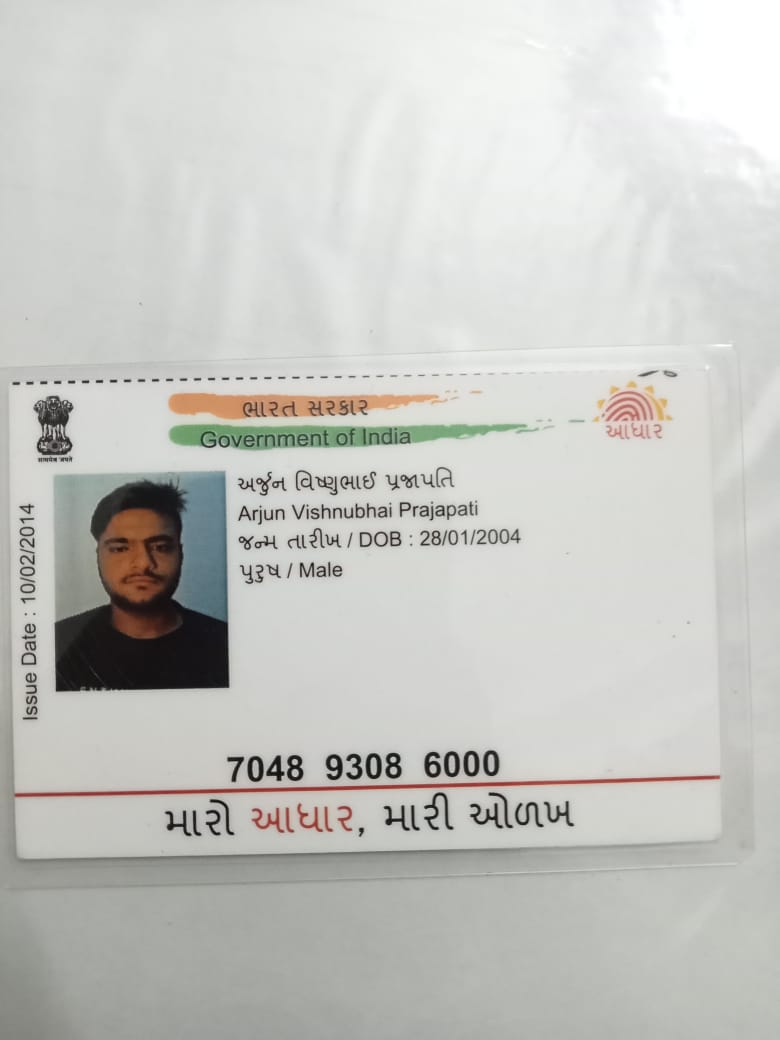 ભારત સરકાર
Government of India
सत्यमेव जयते
આધાર
Issue Date : 10/02/2014
અર્જુન વિષ્ણુભાઈ પ્રજાપતિ
Arjun Vishnubhai Prajapati
જન્મ તારીખ / DOB : 28/01/2004
પુરુષ / Male
7048 9308 6000
મારો આધાર, મારી ઓળખ